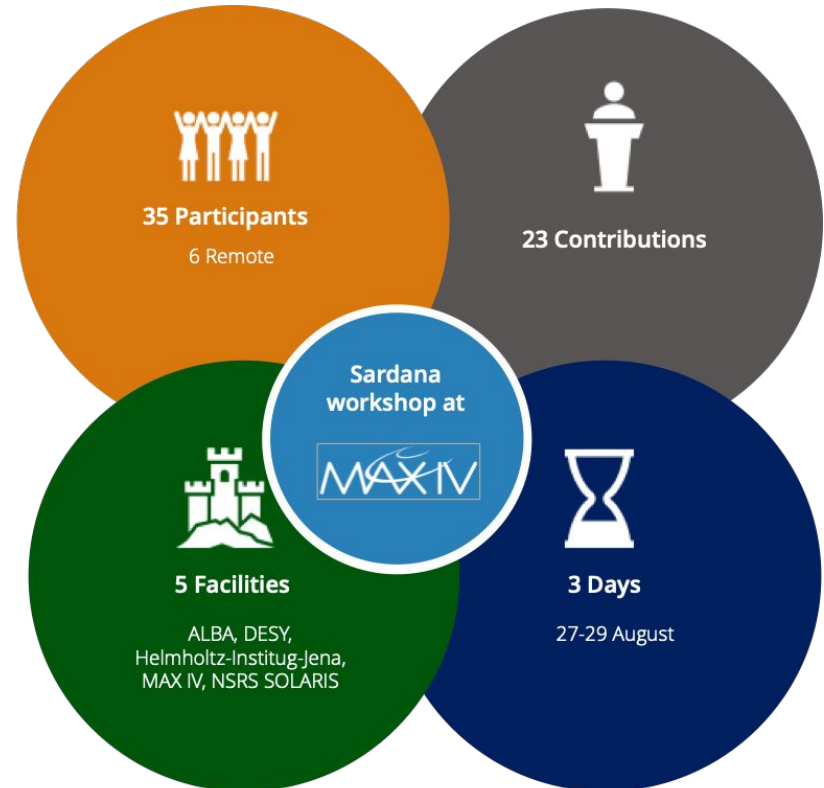 35 Participants
6 Remote
23 Contributions
Sardana
workshop at
MAX IV
5 Facilities
ALBA, DESY,
Helmholtz-Institug-Jena,
MAX IV, NSRS SOLARIS
3 Days
27-29 August